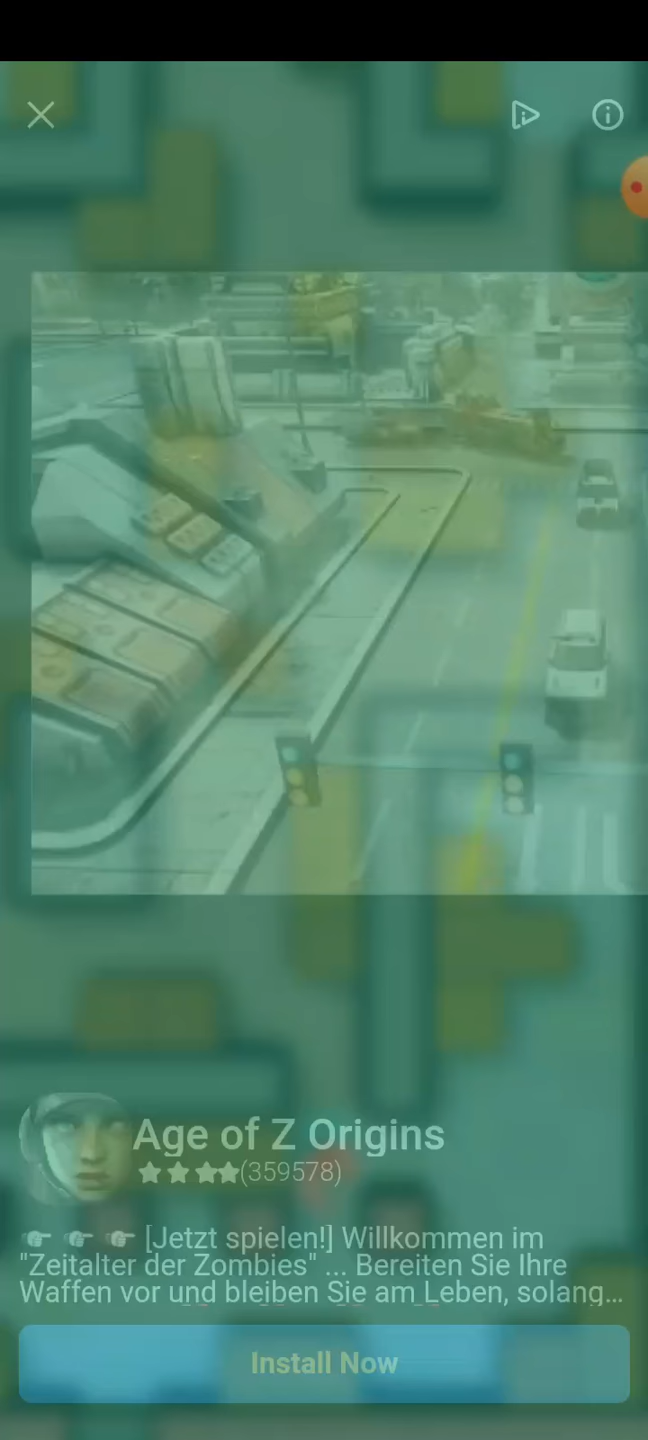 Age of Z Origins
(359578)
[Jetzt spielen!] Willkommen im
"Zeitalter der Zombies" ... Bereiten Sie Ihre
Waffen vor und bleiben Sie am Leben, solang...
Install Now